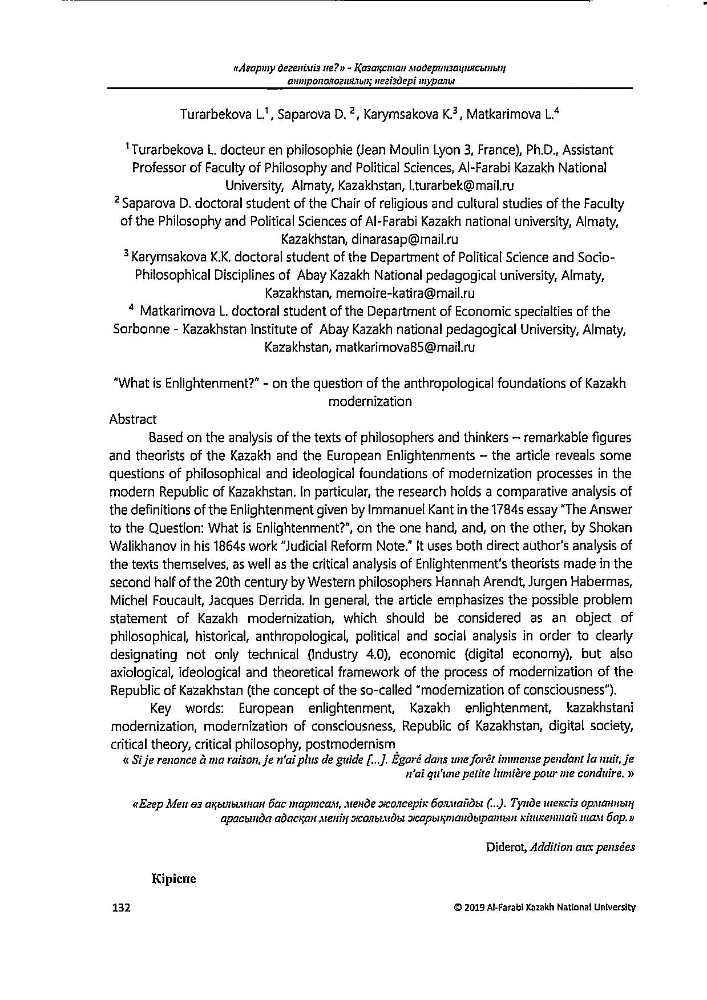 «Ағарту дегеніміз не?» - Қазақстан модернизациясының
антропологиялық негіздері туралы
Turarbekova L.¹, Saparova D. ², Karymsakova K.³, Matkarimova L.⁴
¹ Turarbekova L. docteur en philosophie (Jean Moulin Lyon 3, France), Ph.D., Assistant
Professor of Faculty of Philosophy and Political Sciences, Al-Farabi Kazakh National
University, Almaty, Kazakhstan, l.turarbek@mail.ru
² Saparova D. doctoral student of the Chair of religious and cultural studies of the Faculty
of the Philosophy and Political Sciences of Al-Farabi Kazakh national university, Almaty,
Kazakhstan, dinarasap@mail.ru
³ Karymsakova K.K. doctoral student of the Department of Political Science and Socio-
Philosophical Disciplines of Abay Kazakh National pedagogical university, Almaty,
Kazakhstan, memoire-katira@mail.ru
⁴ Matkarimova L. doctoral student of the Department of Economic specialties of the
Sorbonne - Kazakhstan Institute of Abay Kazakh national pedagogical University, Almaty,
Kazakhstan, matkarimova85@mail.ru
"What is Enlightenment?" - on the question of the anthropological foundations of Kazakh
modernization
Abstract
Based on the analysis of the texts of philosophers and thinkers – remarkable figures
and theorists of the Kazakh and the European Enlightenments – the article reveals some
questions of philosophical and ideological foundations of modernization processes in the
modern Republic of Kazakhstan. In particular, the research holds a comparative analysis of
the definitions of the Enlightenment given by Immanuel Kant in the 1784s essay "The Answer
to the Question: What is Enlightenment?", on the one hand, and, on the other, by Shokan
Walikhanov in his 1864s work "Judicial Reform Note." It uses both direct author's analysis of
the texts themselves, as well as the critical analysis of Enlightenment's theorists made in the
second half of the 20th century by Western philosophers Hannah Arendt, Jurgen Habermas,
Michel Foucault, Jacques Derrida. In general, the article emphasizes the possible problem
statement of Kazakh modernization, which should be considered as an object of
philosophical, historical, anthropological, political and social analysis in order to clearly
designating not only technical (Industry 4.0), economic (digital economy), but also
axiological, ideological and theoretical framework of the process of modernization of the
Republic of Kazakhstan (the concept of the so-called "modernization of consciousness").
Key words: European enlightenment, Kazakh enlightenment, kazakhstani
modernization, modernization of consciousness, Republic of Kazakhstan, digital society,
critical theory, critical philosophy, postmodernism.
« Si je renonce à ma raison, je n'ai plus de guide [...]. Égaré dans une forêt immense pendant la nuit, je
n'ai qu'une petite lumière pour me conduire. »
«Егер Мен өз ақылымнан бас тартсам, менде жолсерік болмайды (...). Түнде шексіз орманның
арасында адасқан менің жолымды жарықтандыратын кішкентай шам бар.»
Diderot, Addition aux pensées
Кіріспе
132
© 2019 Al-Farabi Kazakh National University